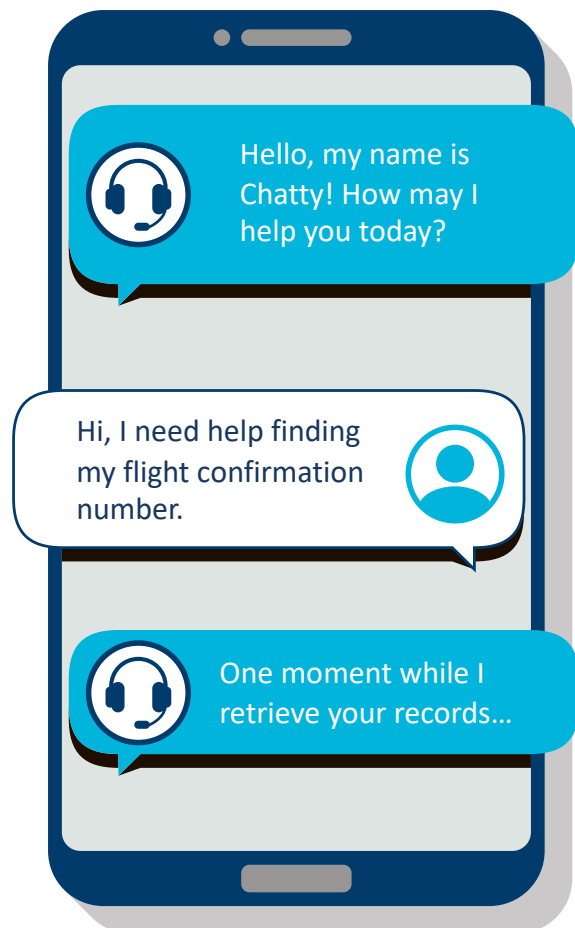 Hello, my name is
Chatty! How may I
help you today?
Hi, I need help finding
my flight confirmation
number.
One moment while I
retrieve your records…